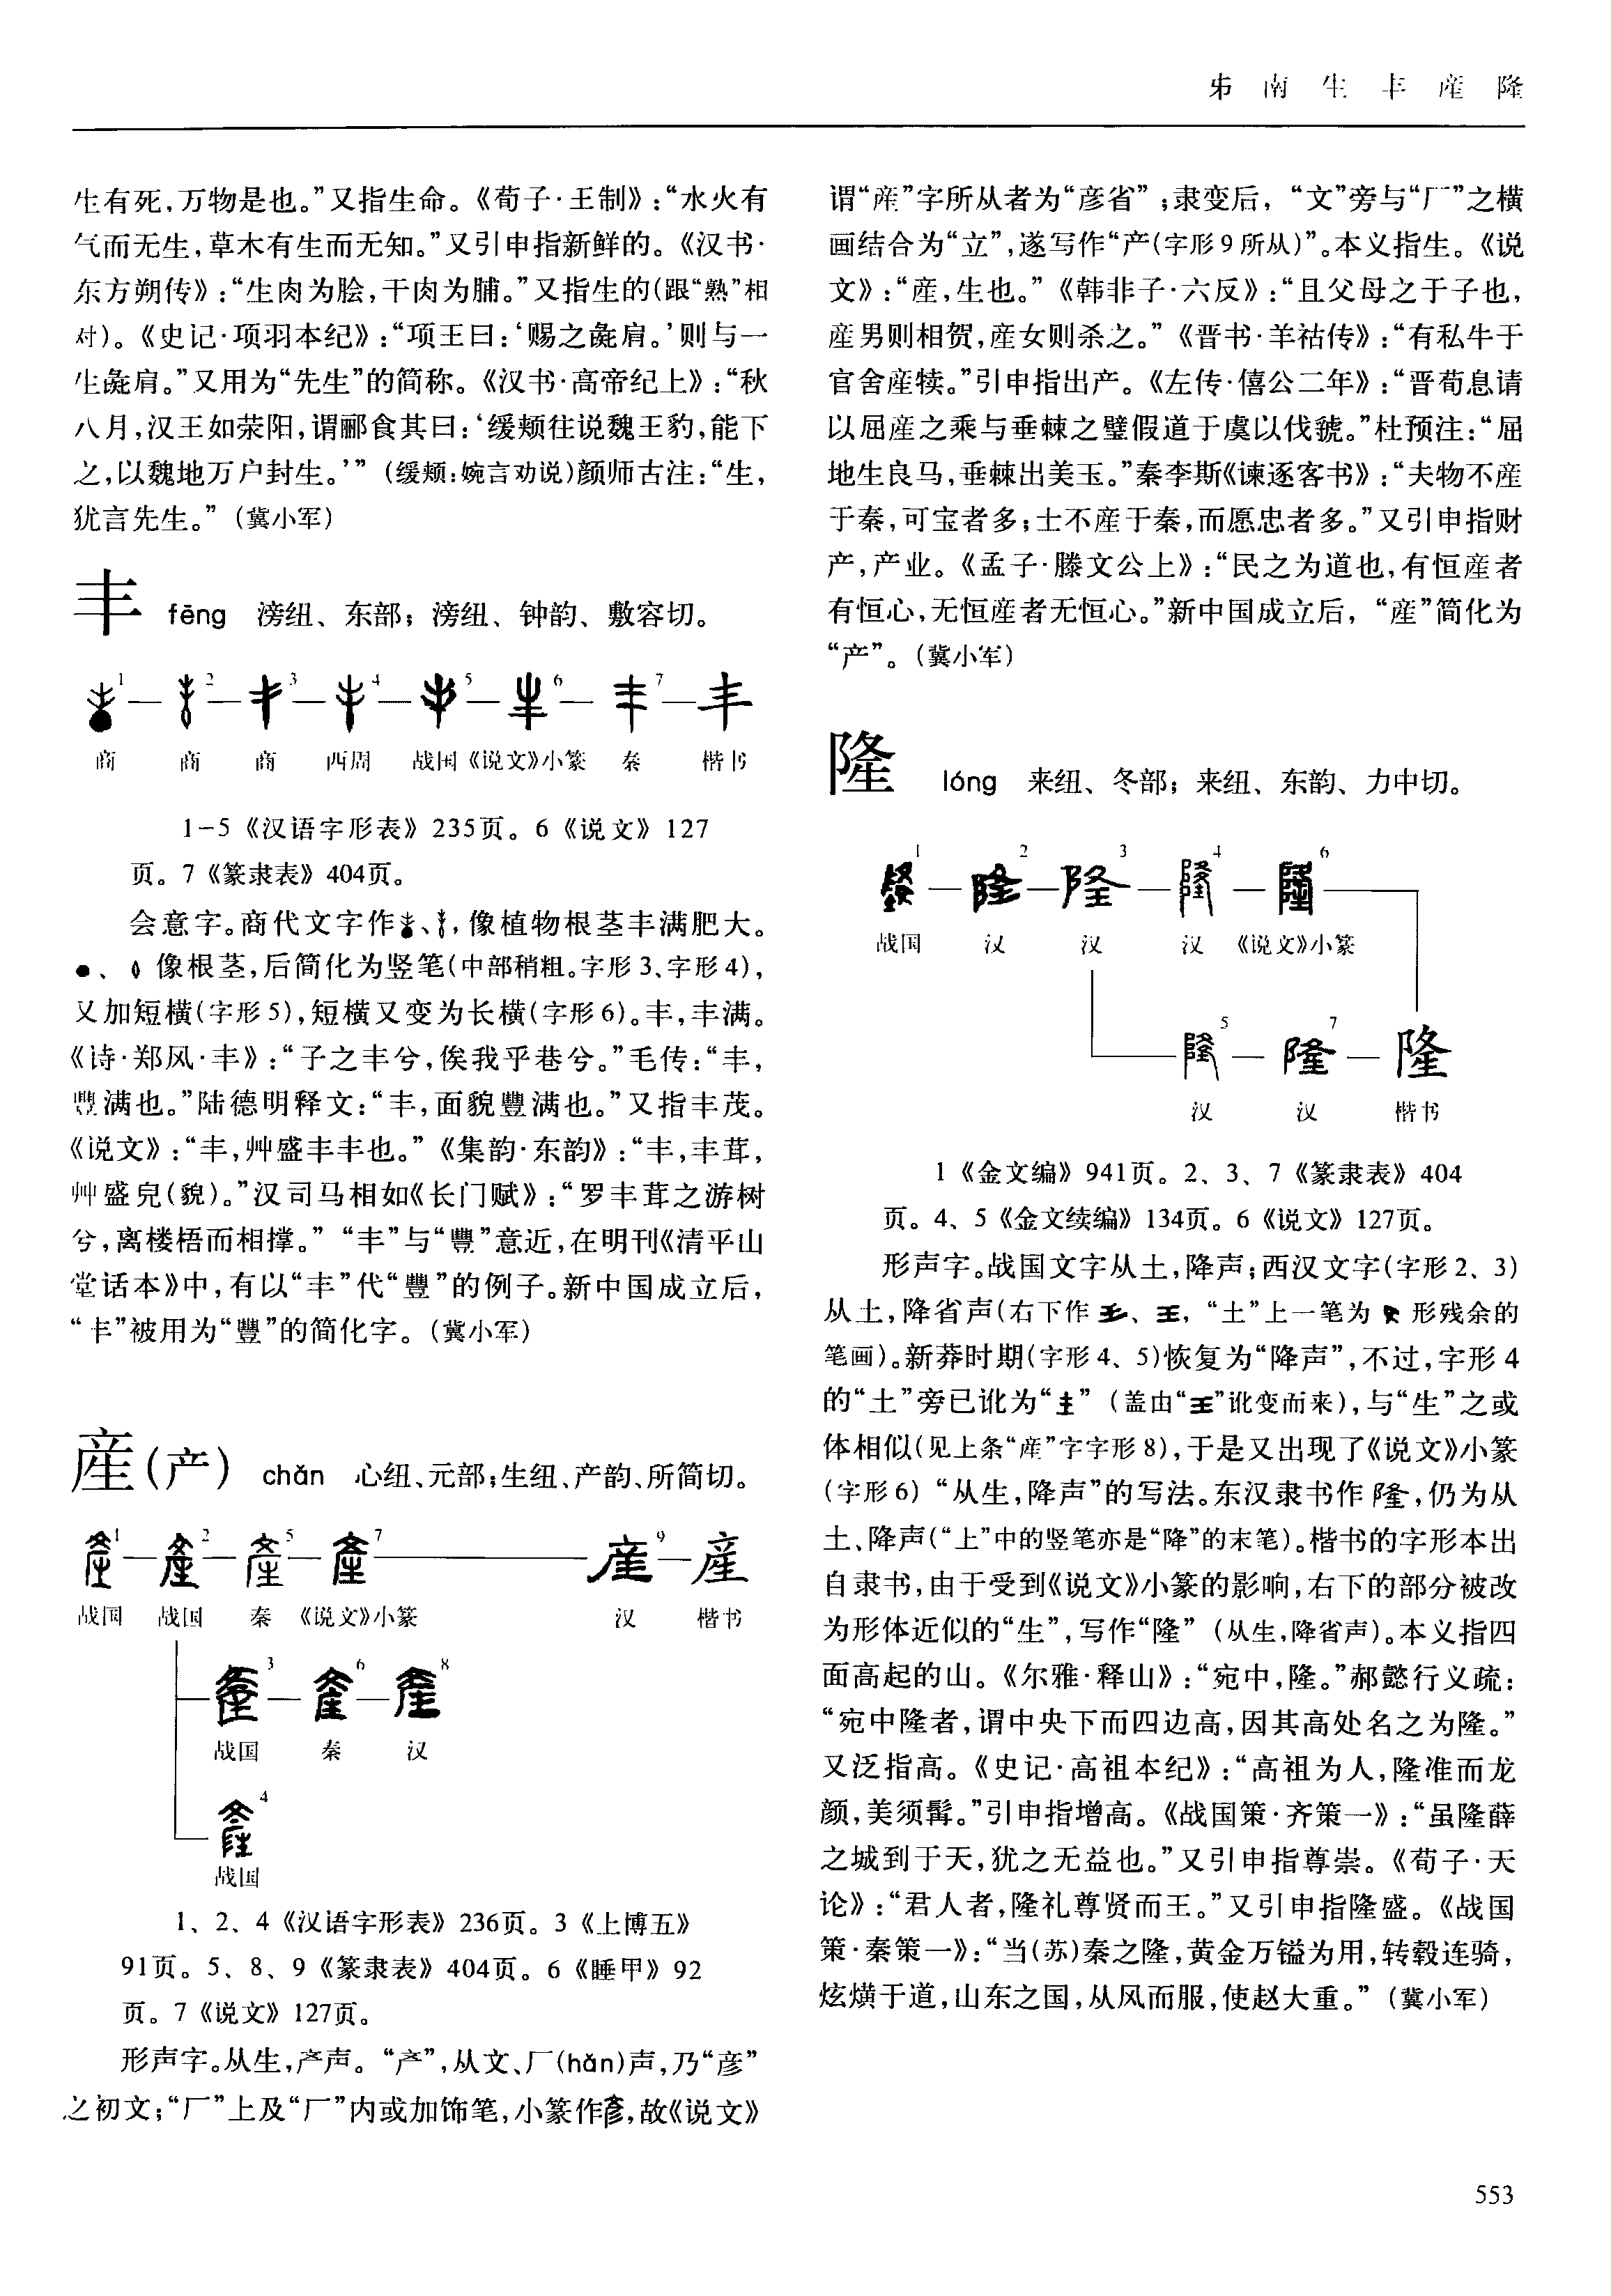 𣎵 南 生 丰 産 隆
生有死，万物是也。”又指生命。《荀子·王制》：“水火有
气而无生，草木有生而无知。”又引申指新鲜的。《汉书·
东方朔传》：“生肉为脍，干肉为脯。”又指生的（跟“熟”相
对）。《史记·项羽本纪》：“项王曰：‘赐之彘肩。’则与一
生彘肩。”又用为“先生”的简称。《汉书·高帝纪上》：“秋
八月，汉王如荥阳，谓郦食其曰：‘缓颊往说魏王豹，能下
之，以魏地万户封生。’”（缓颊：婉言劝说）颜师古注：“生，
犹言先生。”（冀小军）
丰 fēng 滂纽、东部；滂纽、钟韵、敷容切。
1 2 3 4 5 6 7 丰
商 商 商 西周 战国 《说文》小篆 秦 楷书
1-5《汉语字形表》235页。6《说文》127
页。7《篆隶表》404页。
会意字。商代文字作、，像植物根茎丰满肥大。
、像根茎，后简化为竖笔（中部稍粗。字形3、字形4），
又加短横（字形5），短横又变为长横（字形6）。丰，丰满。
《诗·郑风·丰》：“子之丰兮，俟我乎巷兮。”毛传：“丰，
豐满也。”陆德明释文：“丰，面貌豐满也。”又指丰茂。
《说文》：“丰，艸盛丰丰也。”《集韵·东韵》：“丰，丰茸，
艸盛皃（貌）。”汉司马相如《长门赋》：“罗丰茸之游树
兮，离楼梧而相撑。”“丰”与“豐”意近，在明刊《清平山
堂话本》中，有以“丰”代“豐”的例子。新中国成立后，
“丰”被用为“豐”的简化字。（冀小军）
産（产） chǎn 心纽、元部；生纽、产韵、所简切。
1 2 5 7 9 産
战国 战国 秦 《说文》小篆 汉 楷书
3 6 8
战国 秦 汉
4
战国
1、2、4《汉语字形表》236页。3《上博五》
91页。5、8、9《篆隶表》404页。6《睡甲》92
页。7《说文》127页。
形声字。从生，产声。“产”，从文、厂（hǎn）声，乃“彦”
之初文；“厂”上及“厂”内或加饰笔，小篆作，故《说文》
谓“産”字所从者为“彦省”；隶变后，“文”旁与“厂”之横
画结合为“立”，遂写作“产（字形9所从）”。本义指生。《说
文》：“産，生也。”《韩非子·六反》：“且父母之于子也，
産男则相贺，産女则杀之。”《晋书·羊祜传》：“有私牛于
官舍産犊。”引申指出产。《左传·僖公二年》：“晋荀息请
以屈産之乘与垂棘之璧假道于虞以伐虢。”杜预注：“屈
地生良马，垂棘出美玉。”秦李斯《谏逐客书》：“夫物不産
于秦，可宝者多；士不産于秦，而愿忠者多。”又引申指财
产，产业。《孟子·滕文公上》：“民之为道也，有恒産者
有恒心，无恒産者无恒心。”新中国成立后，“産”简化为
“产”。（冀小军）
隆 lóng 来纽、冬部；来纽、东韵、力中切。
1 2 3 4 6
战国 汉 汉 汉 《说文》小篆
5 7 隆
汉 汉 楷书
1《金文编》941页。2、3、7《篆隶表》404
页。4、5《金文续编》134页。6《说文》127页。
形声字。战国文字从土，降声；西汉文字（字形2、3）
从土，降省声（右下作、，“土”上一笔为形残余的
笔画）。新莽时期（字形4、5）恢复为“降声”，不过，字形4
的“土”旁已讹为“”（盖由“”讹变而来），与“生”之或
体相似（见上条“産”字字形8），于是又出现了《说文》小篆
（字形6）“从生，降声”的写法。东汉隶书作，仍为从
土、降声（“土”中的竖笔亦是“降”的末笔）。楷书的字形本出
自隶书，由于受到《说文》小篆的影响，右下的部分被改
为形体近似的“生”，写作“隆”（从生，降省声）。本义指四
面高起的山。《尔雅·释山》：“宛中，隆。”郝懿行义疏：
“宛中隆者，谓中央下而四边高，因其高处名之为隆。”
又泛指高。《史记·高祖本纪》：“高祖为人，隆准而龙
颜，美须髯。”引申指增高。《战国策·齐策一》：“虽隆薛
之城到于天，犹之无益也。”又引申指尊崇。《荀子·天
论》：“君人者，隆礼尊贤而王。”又引申指隆盛。《战国
策·秦策一》：“当（苏）秦之隆，黄金万镒为用，转毂连骑，
炫熿于道，山东之国，从风而服，使赵大重。”（冀小军）
553